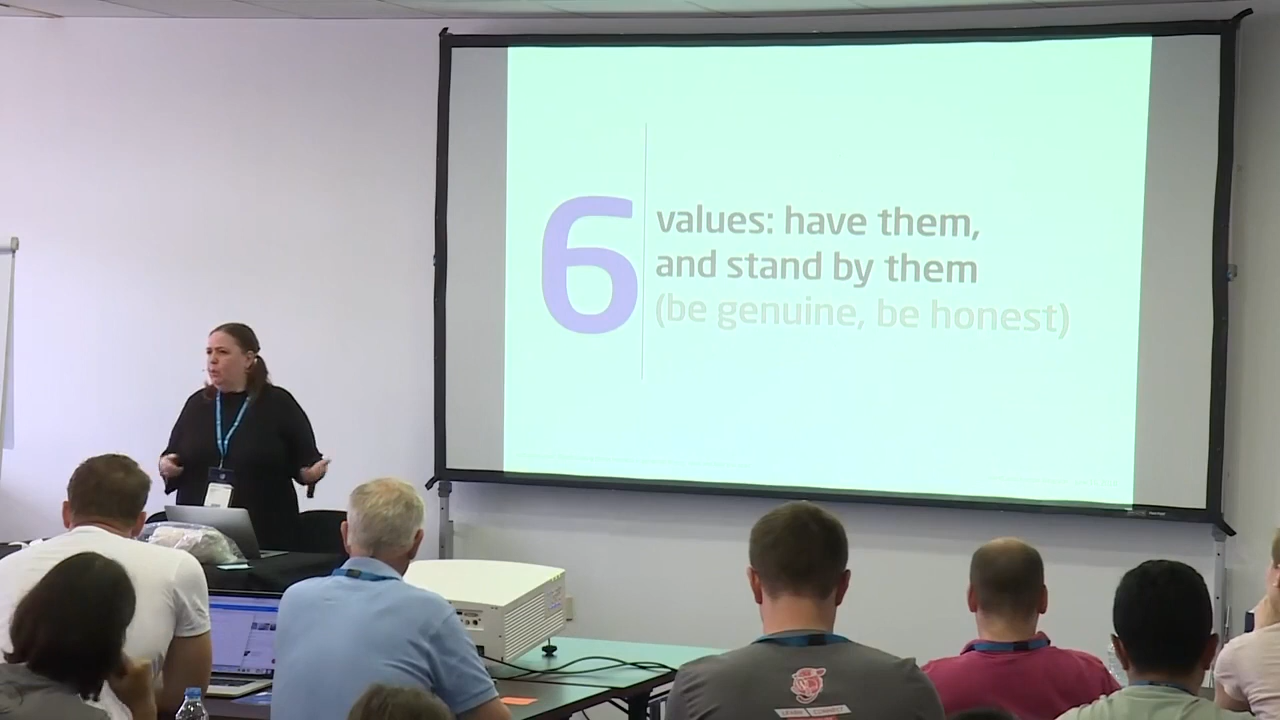 6
values: have them,
and stand by them
(be genuine, be honest)